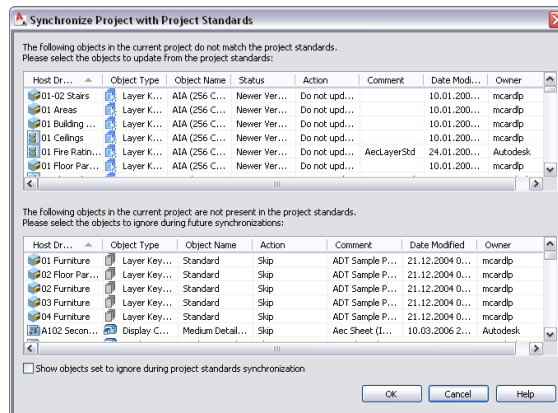 Synchronize Project with Project Standards
The following objects in the current project do not match the project standards.
Please select the objects to update from the project standards:
Host Dr... Object Type Object Name Status Action Comment Date Modi... Owner
01-02 Stairs Layer K... AIA (256 C... Newer Ver... Do not upd... 10.01.200... mcardlp
01 Areas Layer K... AIA (256 C... Newer Ver... Do not upd... 10.01.200... mcardlp
01 Building ... Layer K... AIA (256 C... Newer Ver... Do not upd... 10.01.200... mcardlp
01 Ceilings Layer K... AIA (256 C... Newer Ver... Do not upd... 10.01.200... mcardlp
01 Fire Ratin... Layer K... AIA (256 C... Newer Ver... Do not upd... AecLayerStd 24.01.200... Autodesk
01 Floor Par... Layer K... AIA (256 C... Newer Ver... Do not upd... 10.01.200... mcardlp
The following objects in the current project are not present in the project standards.
Please select the objects to ignore during future synchronizations:
Host Dr... Object Type Object Name Action Comment Date Modified Owner
01 Furniture Layer Key... Standard Skip ADT Sample P... 21.12.2004 0... mcardlp
02 Floor Par... Layer Key... Standard Skip ADT Sample P... 21.12.2004 0... mcardlp
02 Furniture Layer Key... Standard Skip ADT Sample P... 21.12.2004 0... mcardlp
03 Furniture Layer Key... Standard Skip ADT Sample P... 21.12.2004 0... mcardlp
04 Furniture Layer Key... Standard Skip ADT Sample P... 21.12.2004 0... mcardlp
A102 Secon... Display C... Medium Detail... Skip Aec Sheet (I... 10.03.2006 2... Autodesk
Show objects set to ignore during project standards synchronization
OK Cancel Help